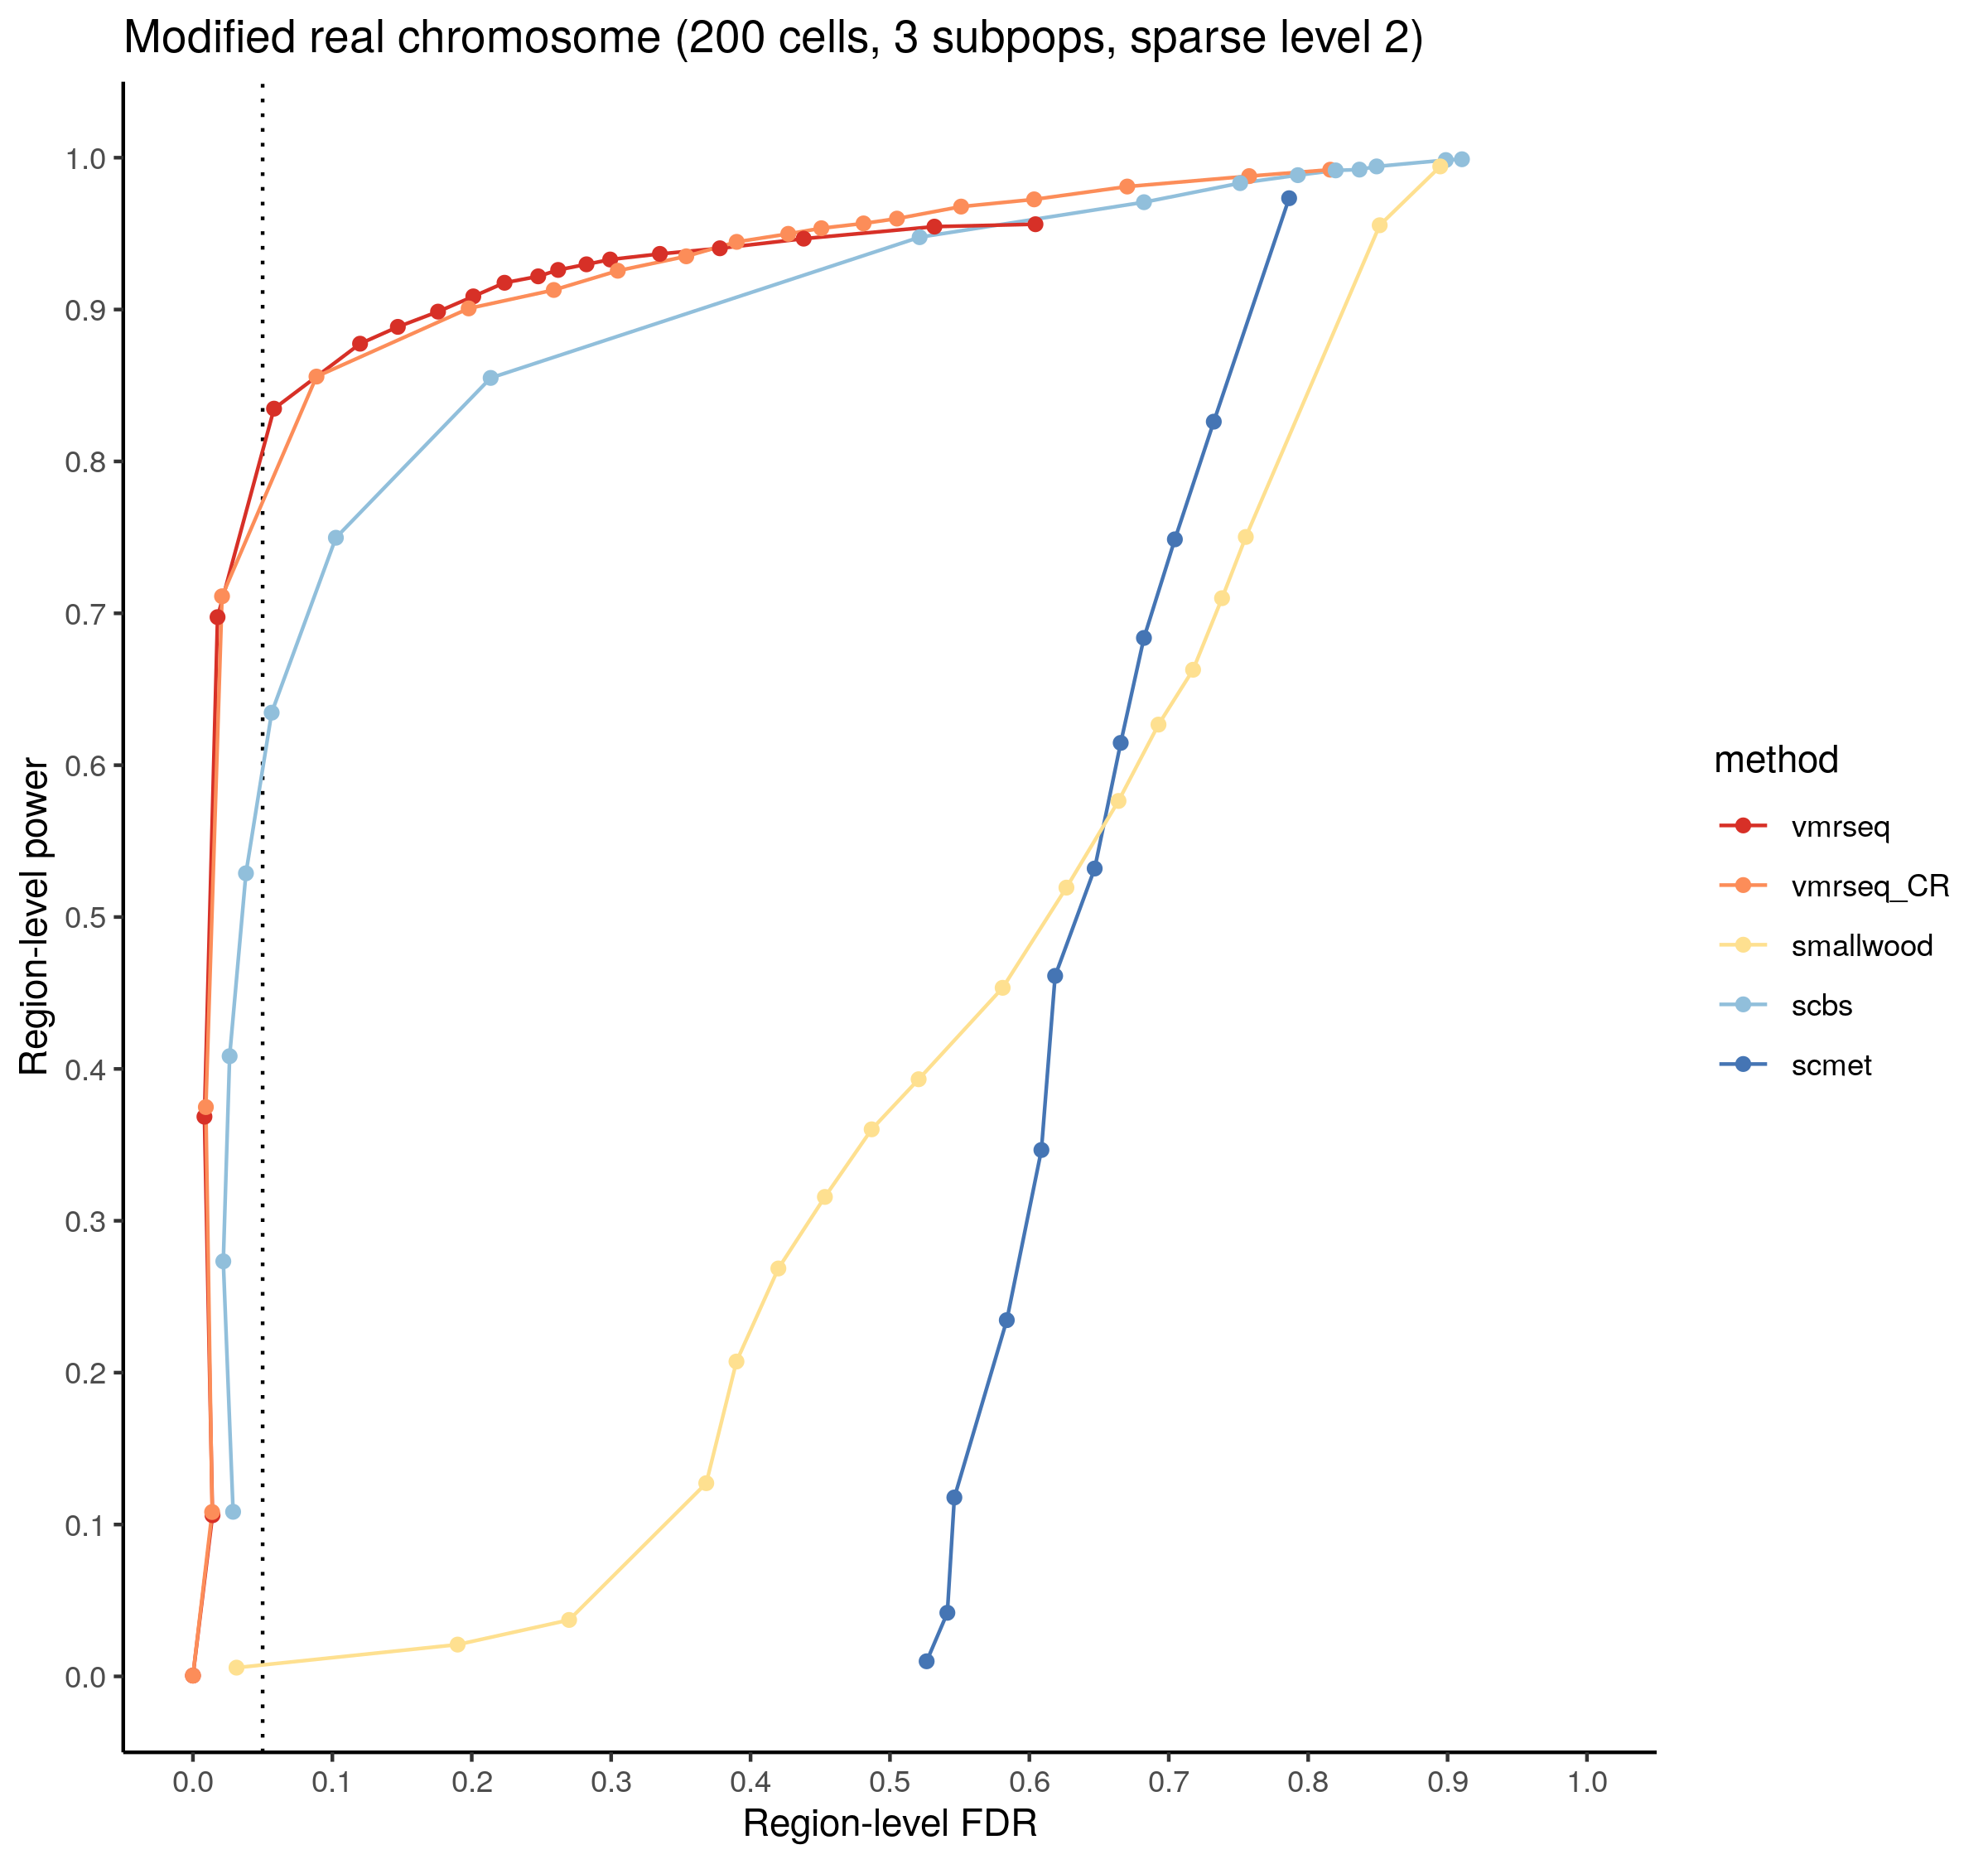 Modified real chromosome (200 cells, 3 subpops, sparse level 2)
1.0
0.9
0.8
0.7
0.6
0.5
0.4
0.3
0.2
0.1
0.0
Region-level power
0.0 0.1 0.2 0.3 0.4 0.5 0.6 0.7 0.8 0.9 1.0
Region-level FDR
method
vmrseq
vmrseq_CR
smallwood
scbs
scmet